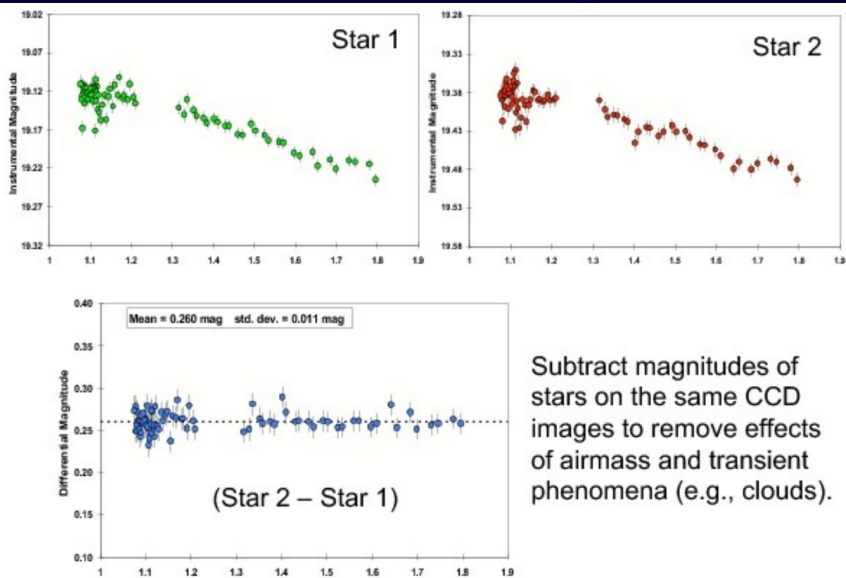 Star 1
Instrumental Magnitude
19.02
19.07
19.12
19.17
19.22
19.27
19.32
1 1.1 1.2 1.3 1.4 1.5 1.6 1.7 1.8 1.9
Star 2
Instrumental Magnitude
19.28
19.33
19.38
19.43
19.48
19.53
19.58
1 1.1 1.2 1.3 1.4 1.5 1.6 1.7 1.8 1.9
Mean = 0.260 mag std. dev. = 0.011 mag
Differential Magnitude
0.40
0.35
0.30
0.25
0.20
0.15
0.10
(Star 2 – Star 1)
1 1.1 1.2 1.3 1.4 1.5 1.6 1.7 1.8 1.9
Subtract magnitudes of
stars on the same CCD
images to remove effects
of airmass and transient
phenomena (e.g., clouds).